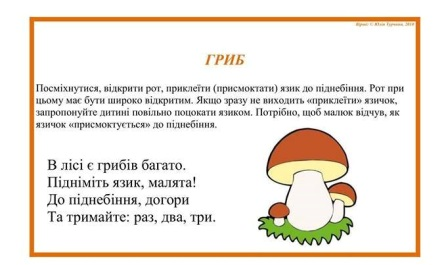 ГРИБ
Посміхнутися, відкрити рот, приклеїти (присмоктати) язик до піднебіння. Рот при
цьому має бути широко відкритим. Якщо зразу не виходить «приклеїти» язичок,
запропонуйте дитині повільно поцокати язиком. Потрібно, щоб малюк відчув, як
язичок «присмоктується» до піднебіння.
В лісі є грибів багато.
Підніміть язик, малята!
До піднебіння, догори
Та тримайте: раз, два, три.